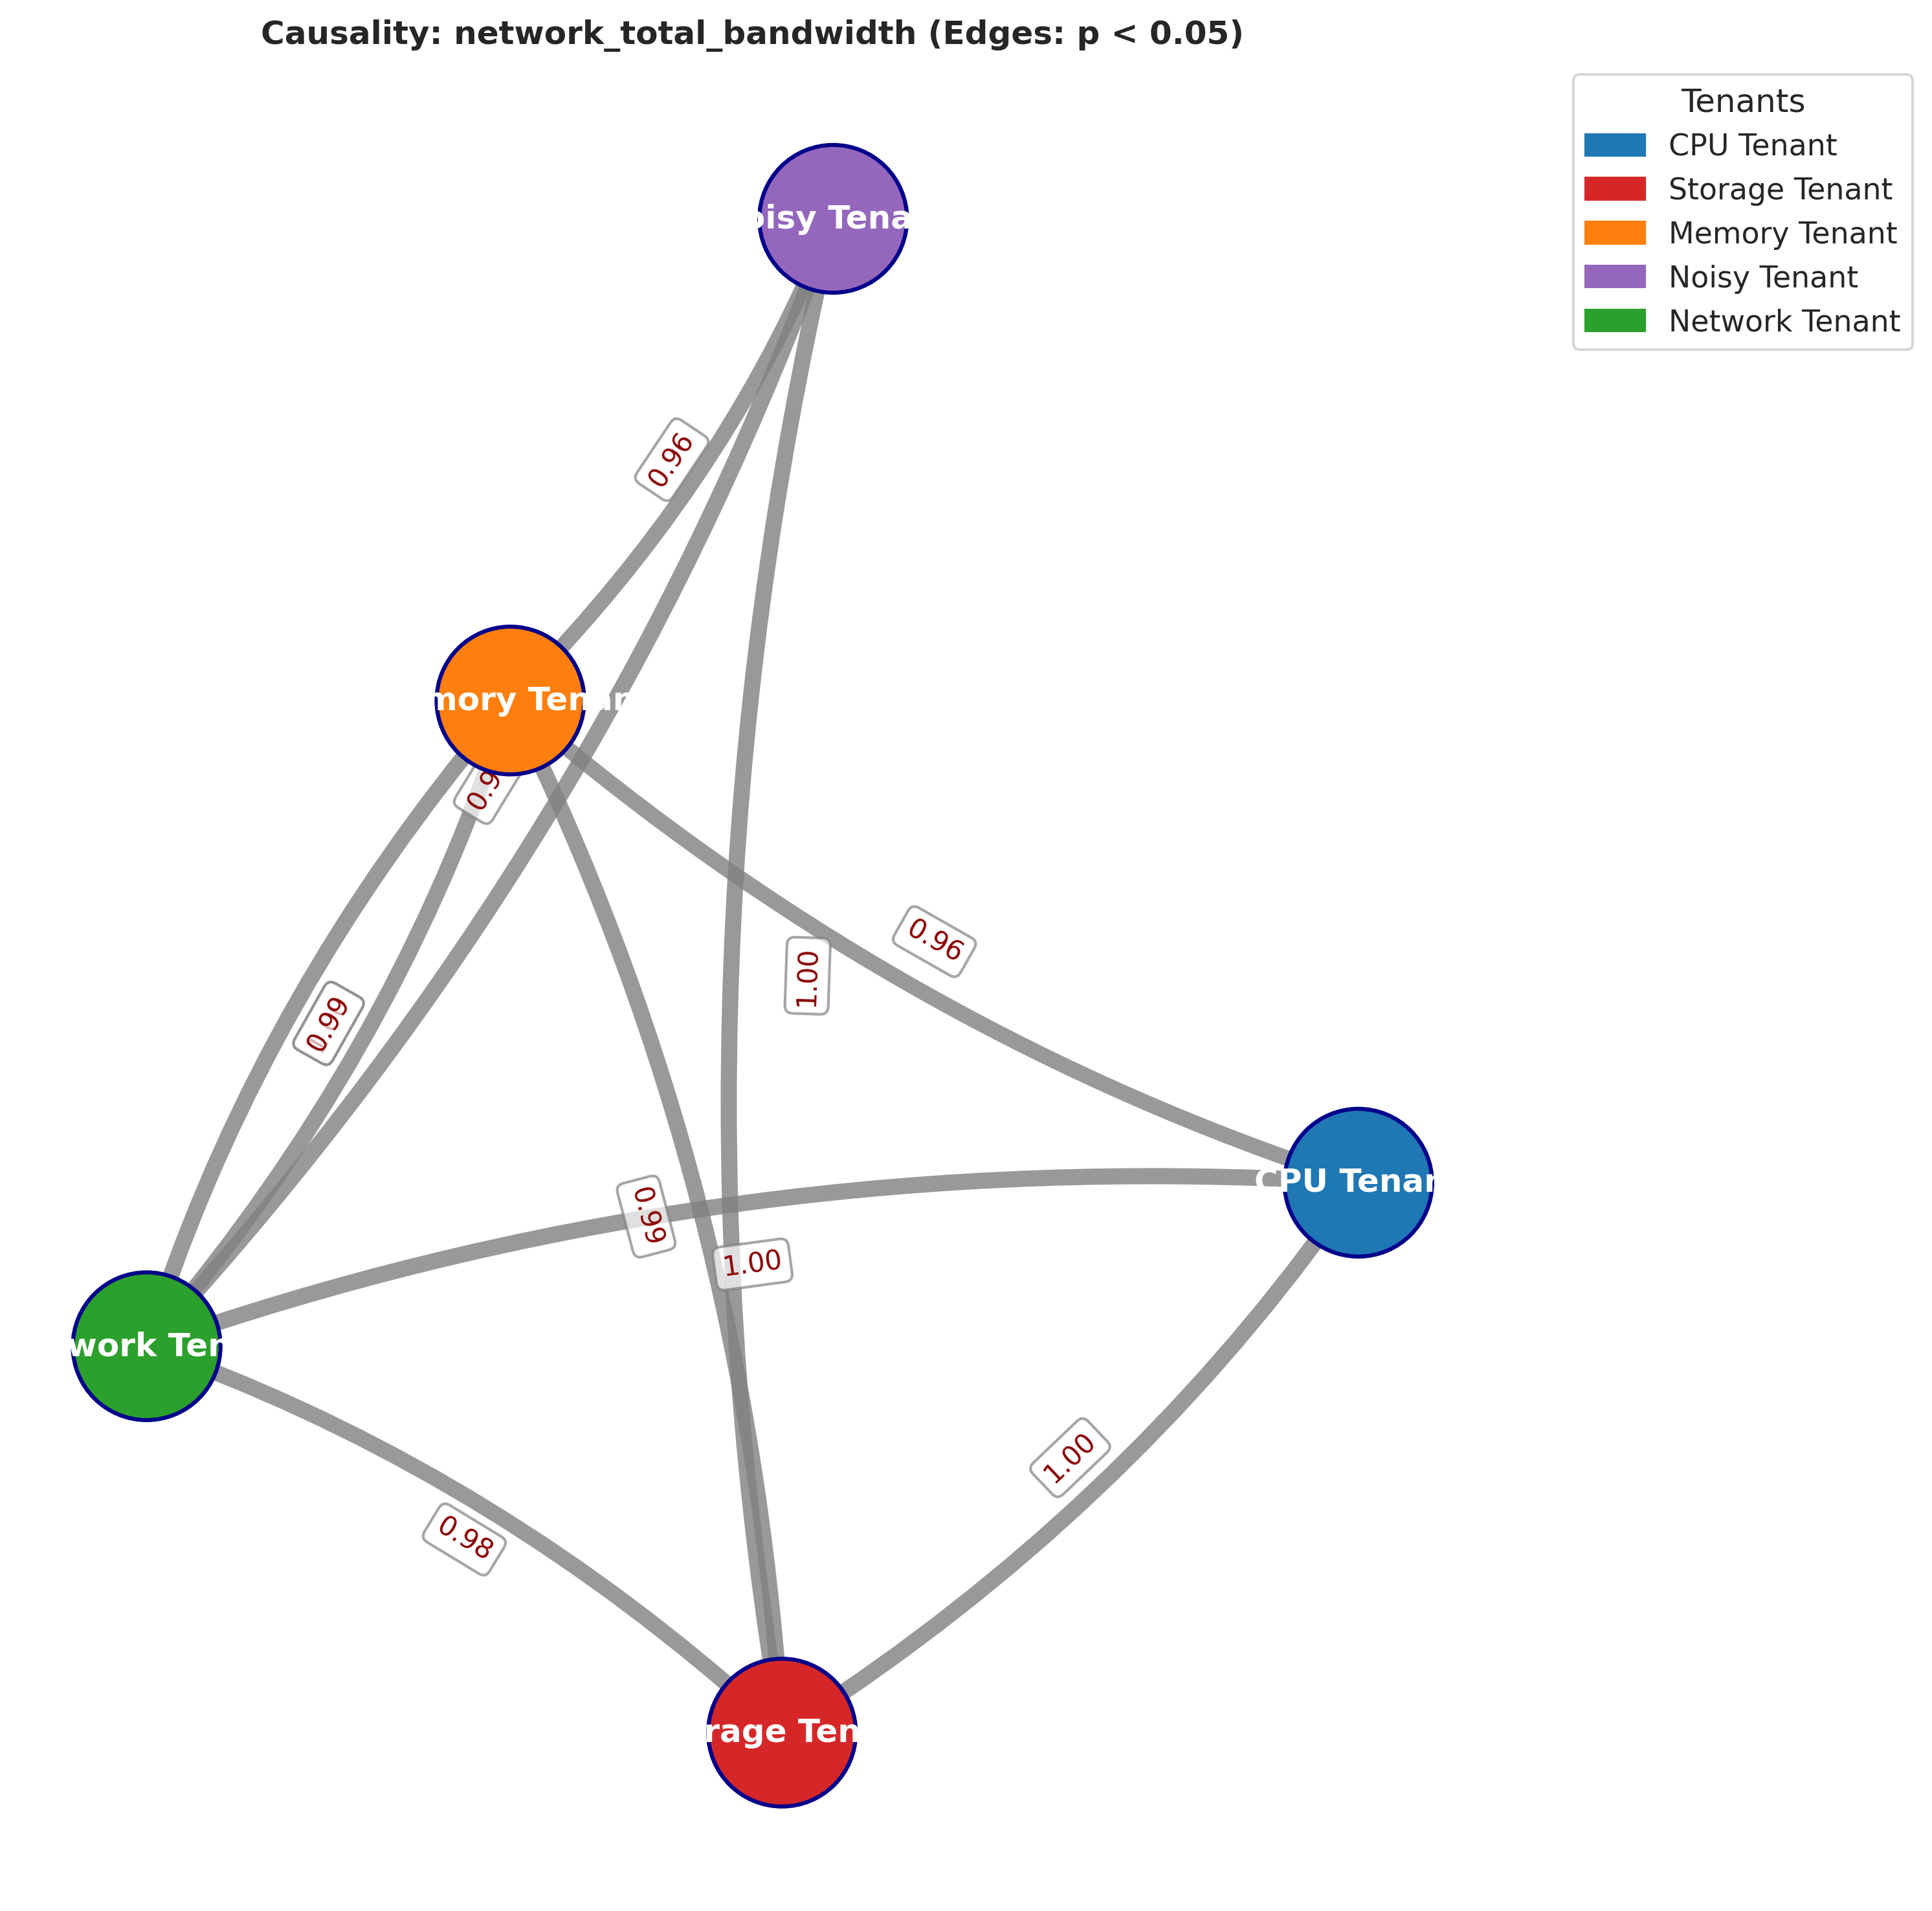 Causality: network_total_bandwidth (Edges: p < 0.05)
Tenants
CPU Tenant
Storage Tenant
Memory Tenant
Noisy Tenant
Network Tenant
oisy Tena
0.96
mory Tenan
0.9
0.96
1.00
0.99
CPU Tenar
0.99
1.00
work Ter
1.00
0.98
rage Ten